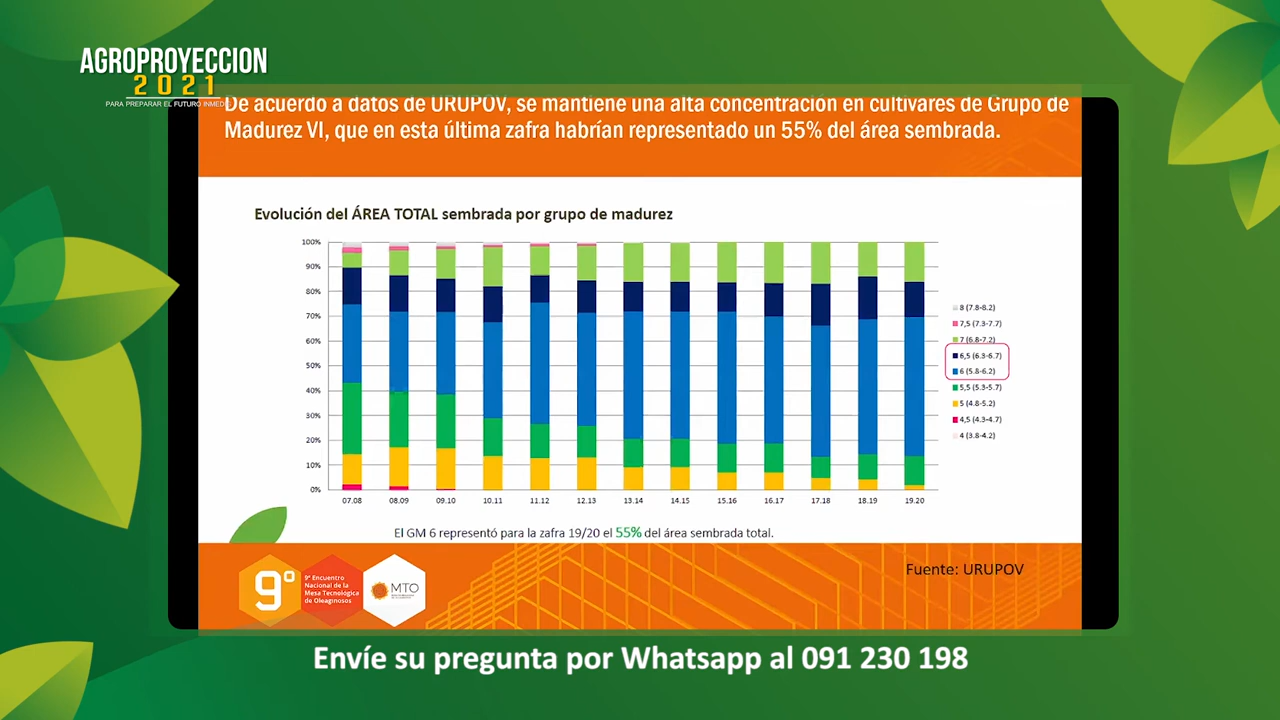 AGROPROYECCION
2021
PARA PREPARAR EL FUTURO INMED
De acuerdo a datos de URUPOV, se mantiene una alta concentración en cultivares de Grupo de
Madurez VI, que en esta última zafra habrían representado un 55% del área sembrada.
Evolución del ÁREA TOTAL sembrada por grupo de madurez
100%
90%
80%
70%
60%
50%
40%
30%
20%
10%
0%
07.08 08.09 09.10 10.11 11.12 12.13 13.14 14.15 15.16 16.17 17.18 18.19 19.20
8 (7.8-8.2)
7,5 (7.3-7.7)
7 (6.8-7.2)
6,5 (6.3-6.7)
6 (5.8-6.2)
5,5 (5.3-5.7)
5 (4.8-5.2)
4,5 (4.3-4.7)
4 (3.8-4.2)
El GM 6 representó para la zafra 19/20 el 55% del área sembrada total.
Fuente: URUPOV
9º
9º Encuentro
Nacional de la
Mesa Tecnológica
de Oleaginosos
MTO
Envíe su pregunta por Whatsapp al 091 230 198